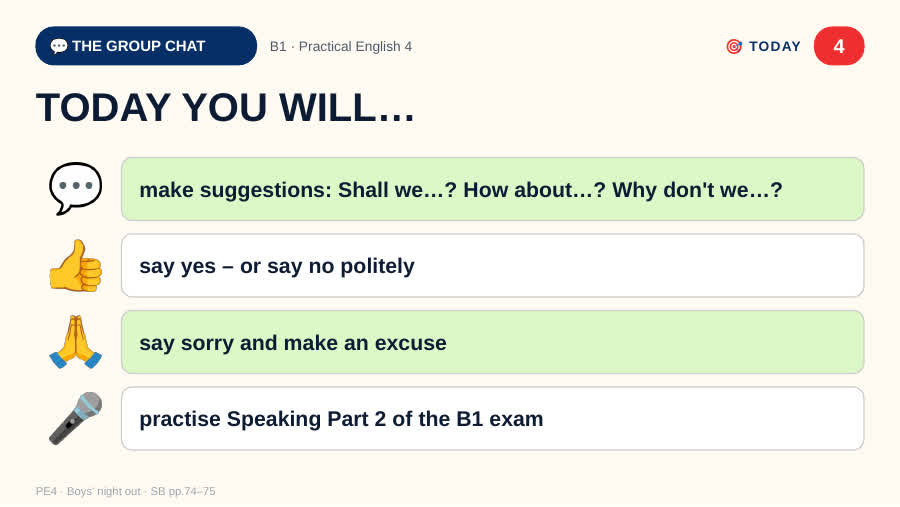 💬 THE GROUP CHAT
B1 · Practical English 4
🎯 TODAY
4
TODAY YOU WILL…
make suggestions: Shall we…? How about…? Why don't we…?
say yes – or say no politely
say sorry and make an excuse
practise Speaking Part 2 of the B1 exam
PE4 · Boys' night out · SB pp.74–75